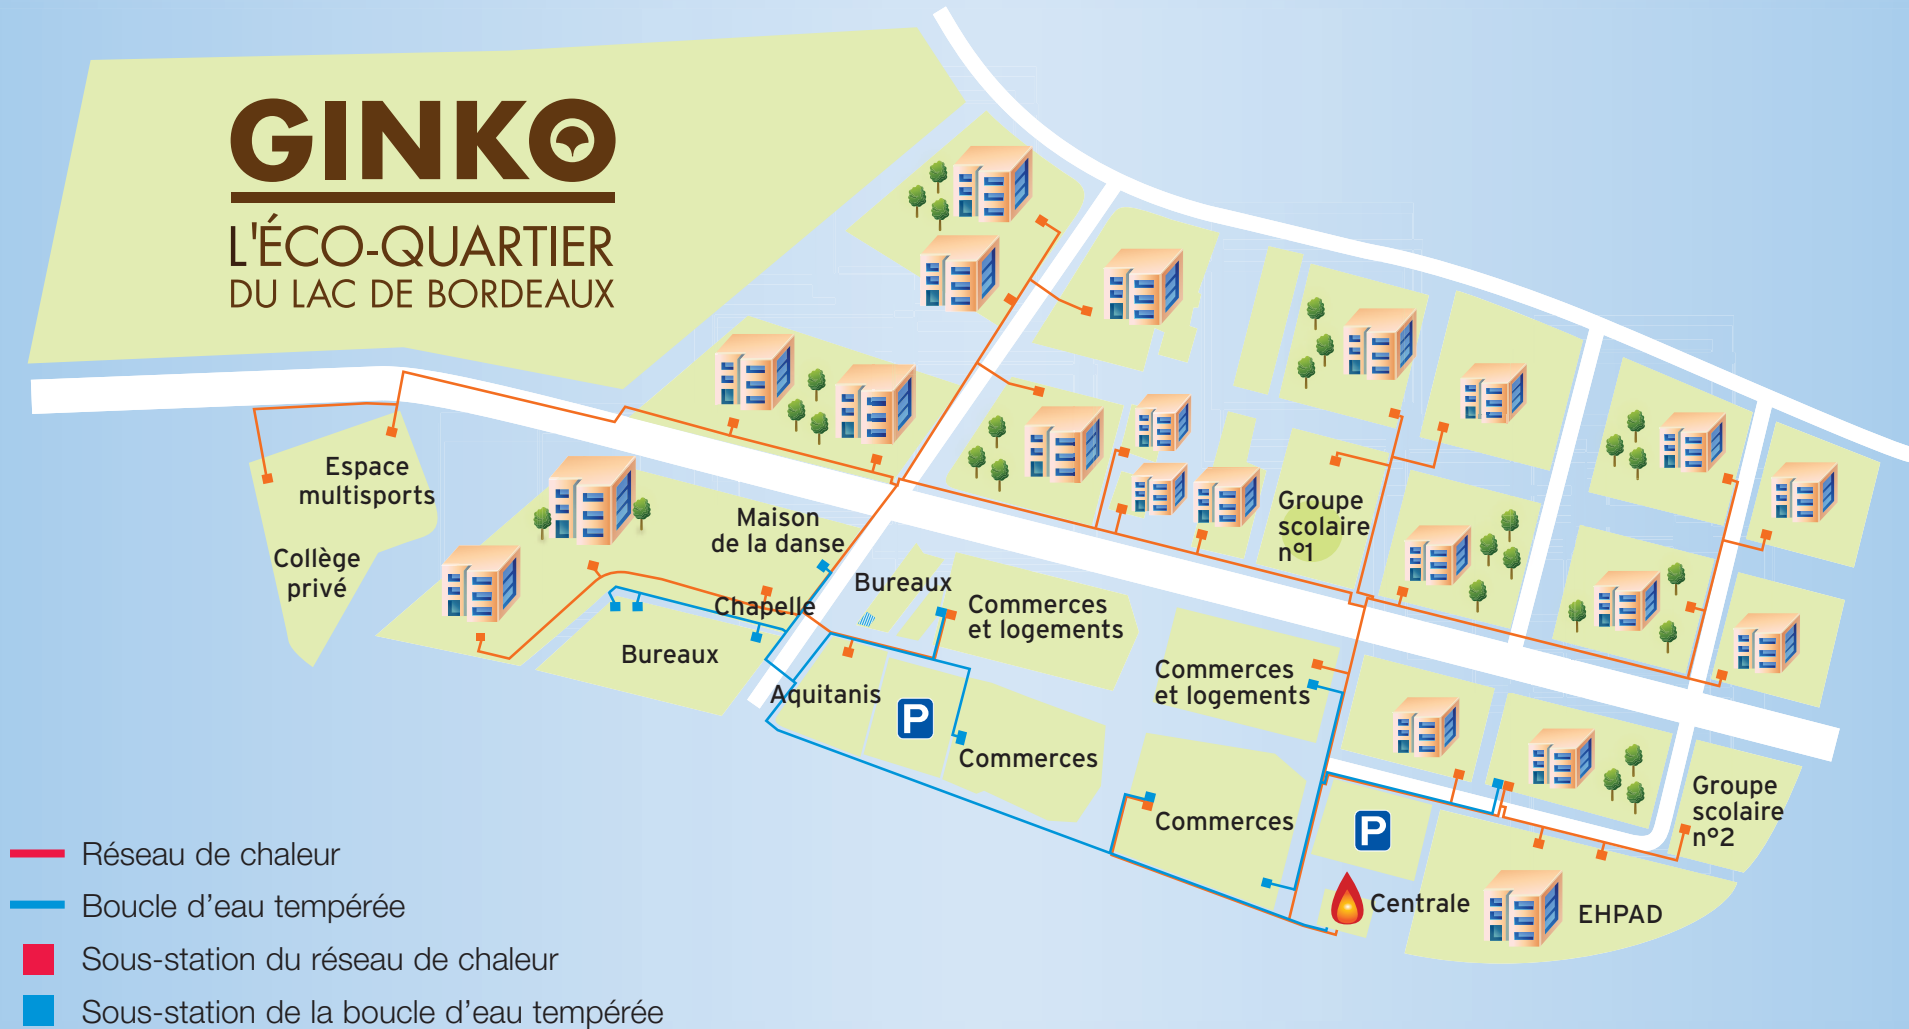 GINKO
L'ÉCO-QUARTIER
DU LAC DE BORDEAUX
Espace
multisports
Collège
privé
Maison
de la danse
Chapelle
Bureaux
Bureaux
Commerces
et logements
Aquitanis
P
Commerces
Groupe
scolaire
n°1
Commerces
et logements
Commerces
P
Centrale
EHPAD
Groupe
scolaire
n°2
Réseau de chaleur
Boucle d'eau tempérée
Sous-station du réseau de chaleur
Sous-station de la boucle d'eau tempérée